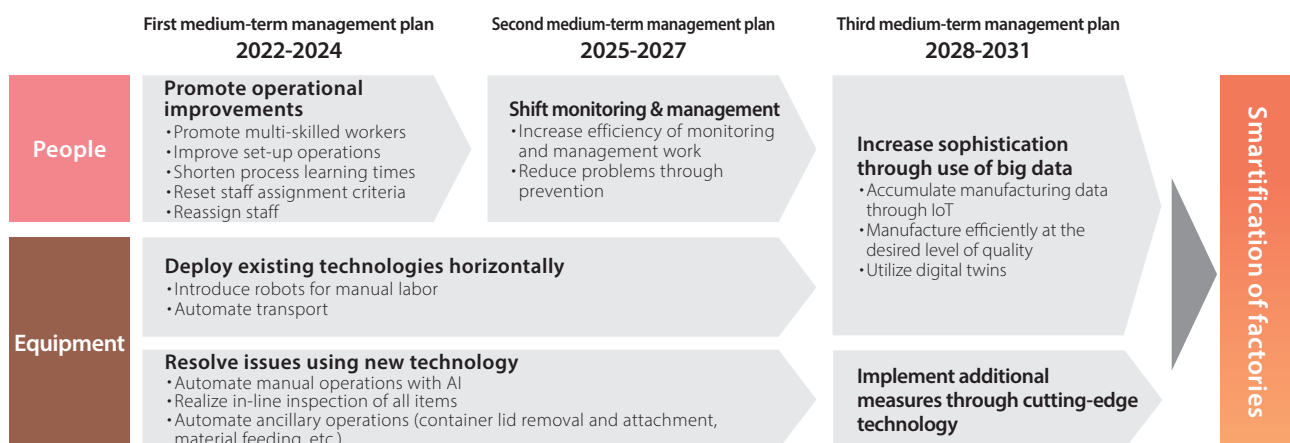 First medium-term management plan
2022-2024
Second medium-term management plan
2025-2027
Third medium-term management plan
2028-2031
People
Promote operational
improvements
・Promote multi-skilled workers
・Improve set-up operations
・Shorten process learning times
・Reset staff assignment criteria
・Reassign staff
Shift monitoring & management
・Increase efficiency of monitoring
and management work
・Reduce problems through
prevention
Increase sophistication
through use of big data
・Accumulate manufacturing data
through IoT
・Manufacture efficiently at the
desired level of quality
・Utilize digital twins
Equipment
Deploy existing technologies horizontally
・Introduce robots for manual labor
・Automate transport
Resolve issues using new technology
・Automate manual operations with AI
・Realize in-line inspection of all items
・Automate ancillary operations (container lid removal and attachment,
material feeding, etc.)
Implement additional
measures through cutting-edge
technology
Smartification of factories